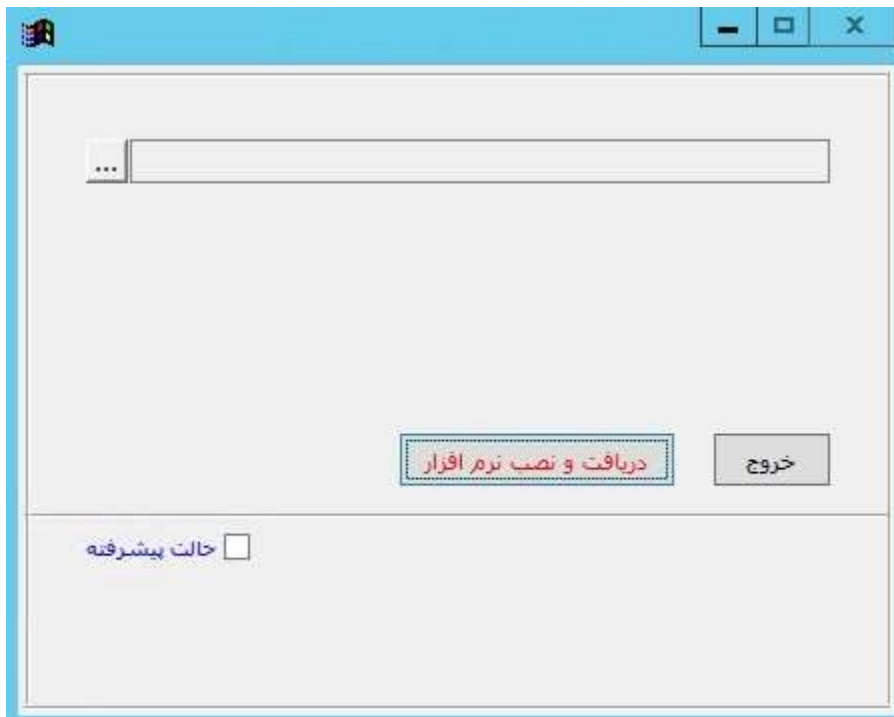 ...
خروج
دریافت و نصب نرم افزار
حالت پیشرفته